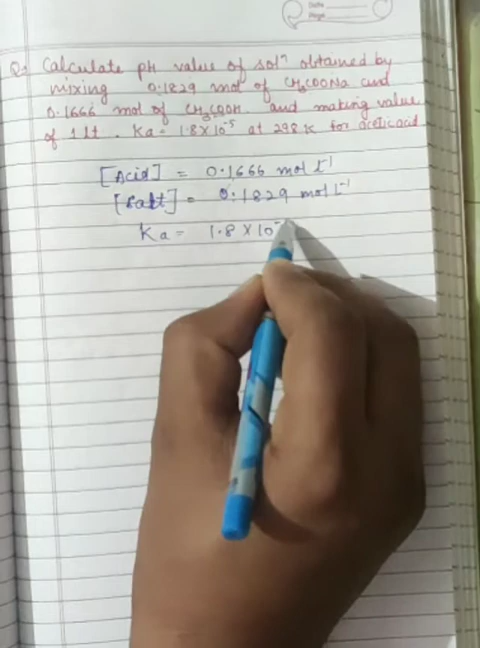 Date
Page
Q. Calculate pH value of solⁿ obtained by
mixing 0.1829 mol of CH₃COONa and
0.1666 mol of CH₃COOH and making value
of 1 lt. Ka = 1.8×10⁻⁵ at 298 K for acetic acid.
[Acid] = 0.1666 mol L⁻¹
[Salt] = 0.1829 mol L⁻¹
Ka = 1.8 × 10⁻